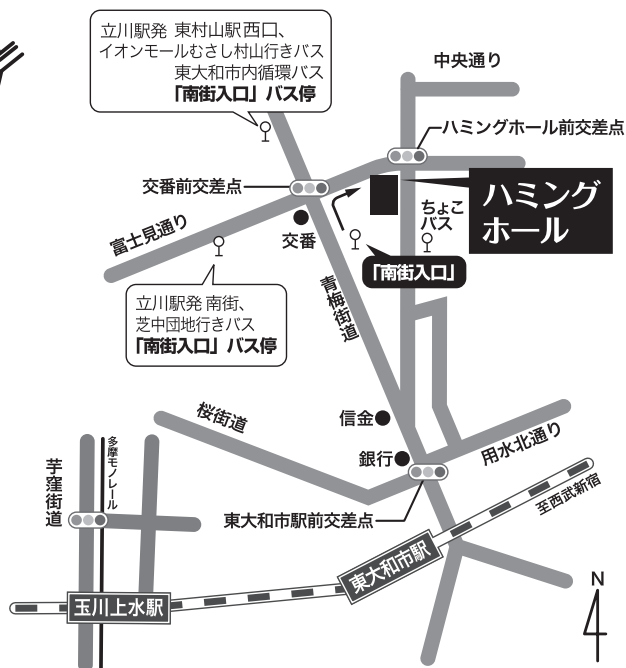 立川駅発 東村山駅西口、
イオンモールむさし村山行きバス
東大和市内循環バス
「南街入口」バス停
中央通り
ハミングホール前交差点
交番前交差点
ハミング
ホール
ちょこ
バス
富士見通り
交番
「南街入口」
立川駅発 南街、
芝中団地行きバス
「南街入口」バス停
青梅街道
桜街道
信金
銀行
用水北通り
多摩モノレール
芋窪街道
東大和市駅前交差点
至西武新宿
東大和市駅
玉川上水駅
N